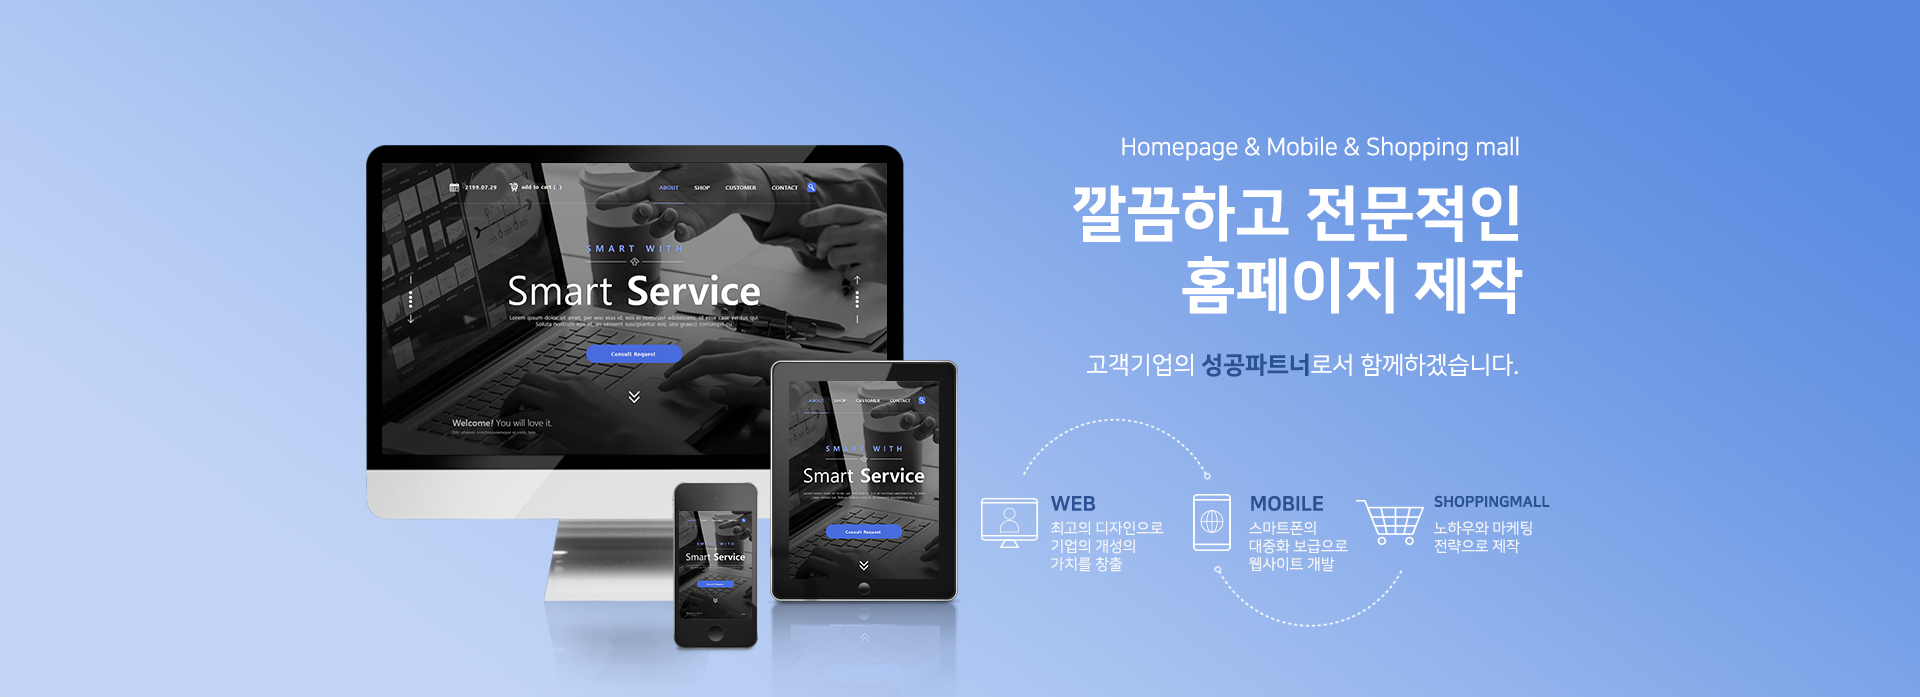 Homepage & Mobile & Shopping mall
깔끔하고 전문적인
홈페이지 제작
고객기업의 성공파트너로서 함께하겠습니다.
WEB
최고의 디자인으로
기업의 개성의
가치를 창출
MOBILE
스마트폰의
대중화 보급으로
웹사이트 개발
SHOPPINGMALL
노하우와 마케팅
전략으로 제작
2199.07.29 add to cart ( )
ABOUT SHOP CUSTOMER CONTACT
SMART WITH
Smart Service
Consult Request
Welcome! You will love it.
ABOUT SHOP CUSTOMER CONTACT
SMART WITH
Smart Service
Consult Request
SMART WITH
Smart Service